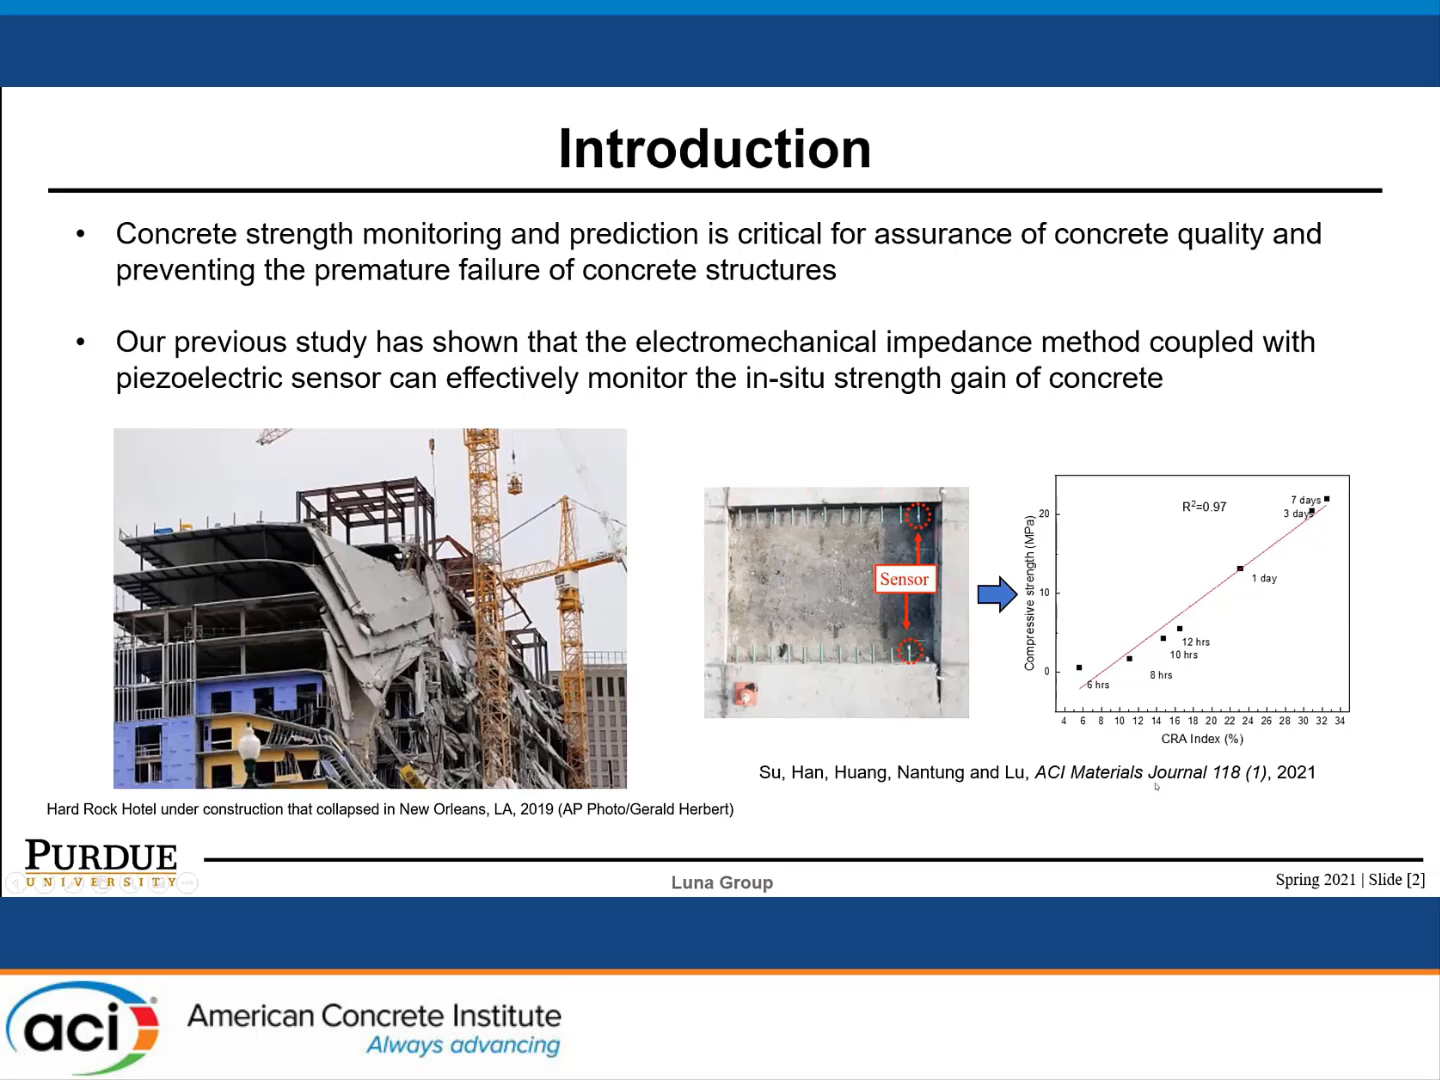 Introduction
• Concrete strength monitoring and prediction is critical for assurance of concrete quality and
preventing the premature failure of concrete structures
• Our previous study has shown that the electromechanical impedance method coupled with
piezoelectric sensor can effectively monitor the in-situ strength gain of concrete
Sensor
R²=0.97
7 days
3 days
1 day
12 hrs
10 hrs
8 hrs
6 hrs
20
10
0
Compressive strength (MPa)
4 6 8 10 12 14 16 18 20 22 24 26 28 30 32 34
CRA Index (%)
Su, Han, Huang, Nantung and Lu, ACI Materials Journal 118 (1), 2021
Hard Rock Hotel under construction that collapsed in New Orleans, LA, 2019 (AP Photo/Gerald Herbert)
PURDUE
UNIVERSITY
Luna Group
Spring 2021 | Slide [2]
aci
American Concrete Institute
Always advancing